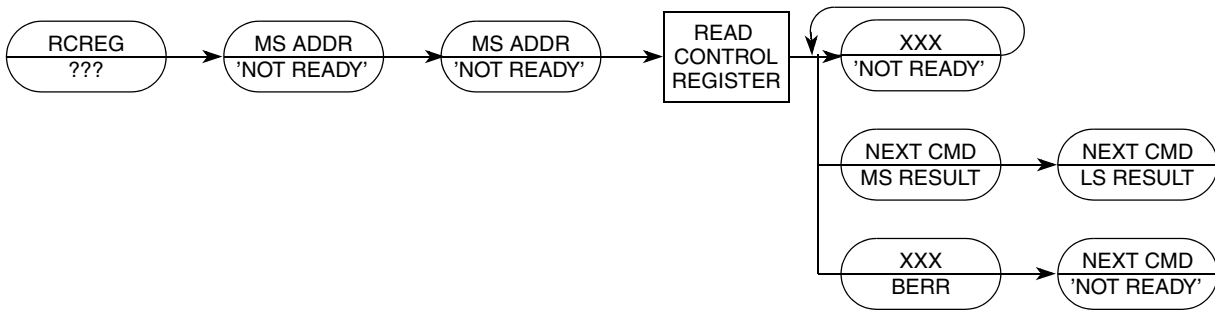 RCREG
???
MS ADDR
'NOT READY'
MS ADDR
'NOT READY'
READ
CONTROL
REGISTER
XXX
'NOT READY'
NEXT CMD
MS RESULT
NEXT CMD
LS RESULT
XXX
BERR
NEXT CMD
'NOT READY'